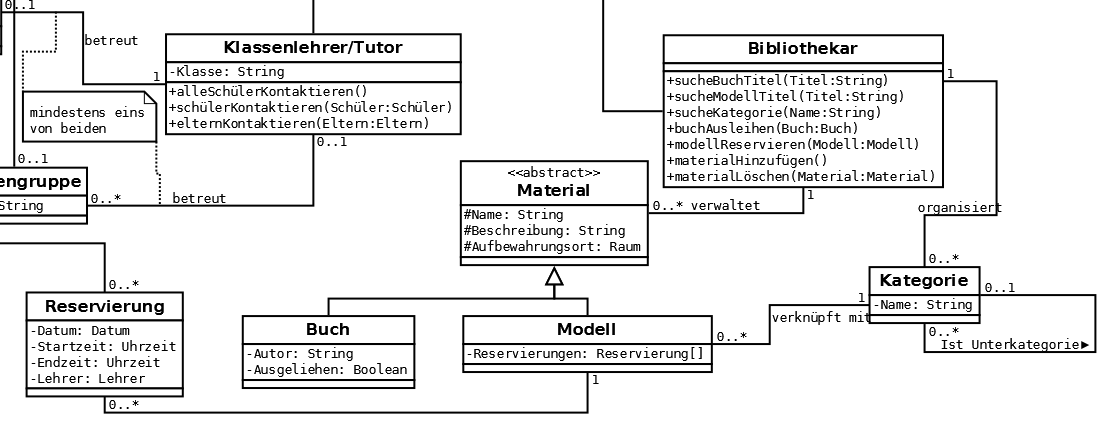 0..1
betreut
1
Klassenlehrer/Tutor
-Klasse: String
+alleSchülerKontaktieren()
+schülerKontaktieren(Schüler:Schüler)
+elternKontaktieren(Eltern:Eltern)
0..1
mindestens eins
von beiden
0..1
engruppe
String
0..*
betreut
Bibliothekar
+sucheBuchTitel(Titel:String)
+sucheModellTitel(Titel:String)
+sucheKategorie(Name:String)
+buchAusleihen(Buch:Buch)
+modellReservieren(Modell:Modell)
+materialHinzufügen()
+materialLöschen(Material:Material)
1
1
<<abstract>>
Material
#Name: String
#Beschreibung: String
#Aufbewahrungsort: Raum
0..* verwaltet
organisiert
0..*
Kategorie
-Name: String
0..1
0..*
Ist Unterkategorie▶
1
verknüpft mit
0..*
0..*
Reservierung
-Datum: Datum
-Startzeit: Uhrzeit
-Endzeit: Uhrzeit
-Lehrer: Lehrer
0..*
Buch
-Autor: String
-Ausgeliehen: Boolean
Modell
-Reservierungen: Reservierung[]
1